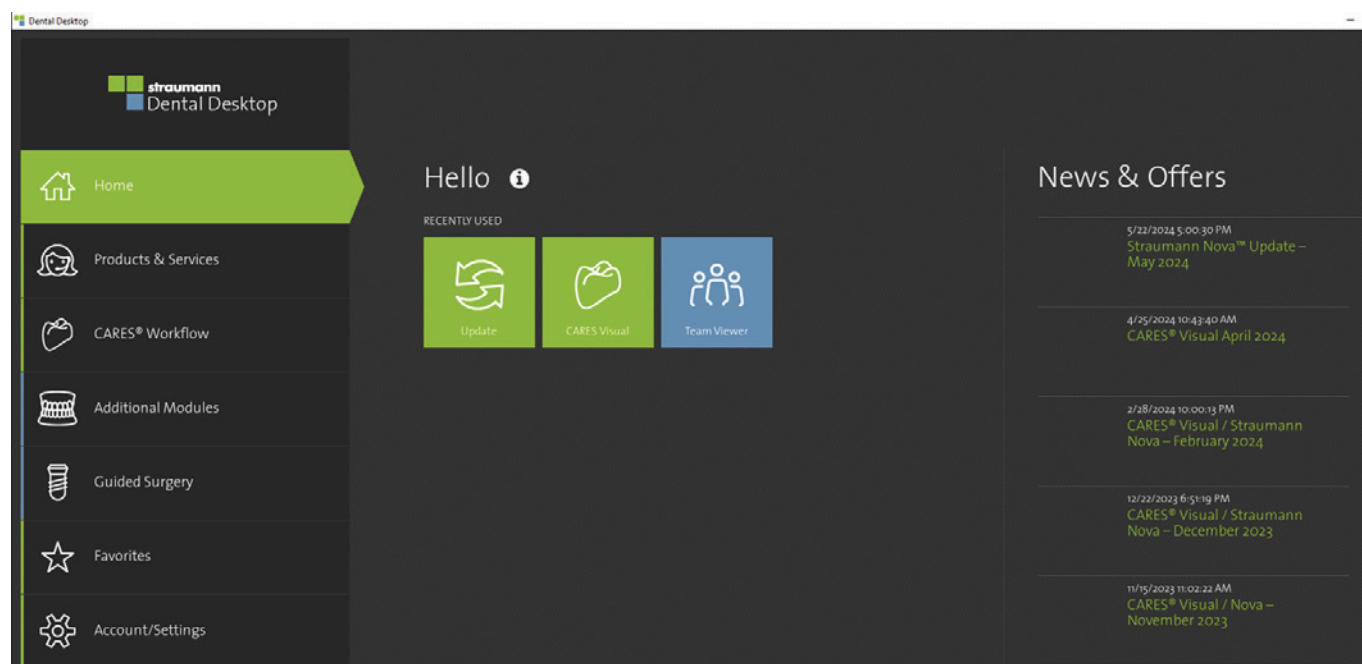 Dental Desktop
straumann
Dental Desktop
Home
Products & Services
CARES® Workflow
Additional Modules
Guided Surgery
Favorites
Account/Settings
Hello
RECENTLY USED
Update
CARES Visual
Team Viewer
News & Offers
5/22/2024 5:00:30 PM
Straumann Nova™ Update –
May 2024
4/25/2024 10:43:40 AM
CARES® Visual April 2024
2/28/2024 10:00:13 PM
CARES® Visual / Straumann
Nova – February 2024
12/22/2023 6:51:19 PM
CARES® Visual / Straumann
Nova – December 2023
11/15/2023 11:02:22 AM
CARES® Visual / Nova –
November 2023